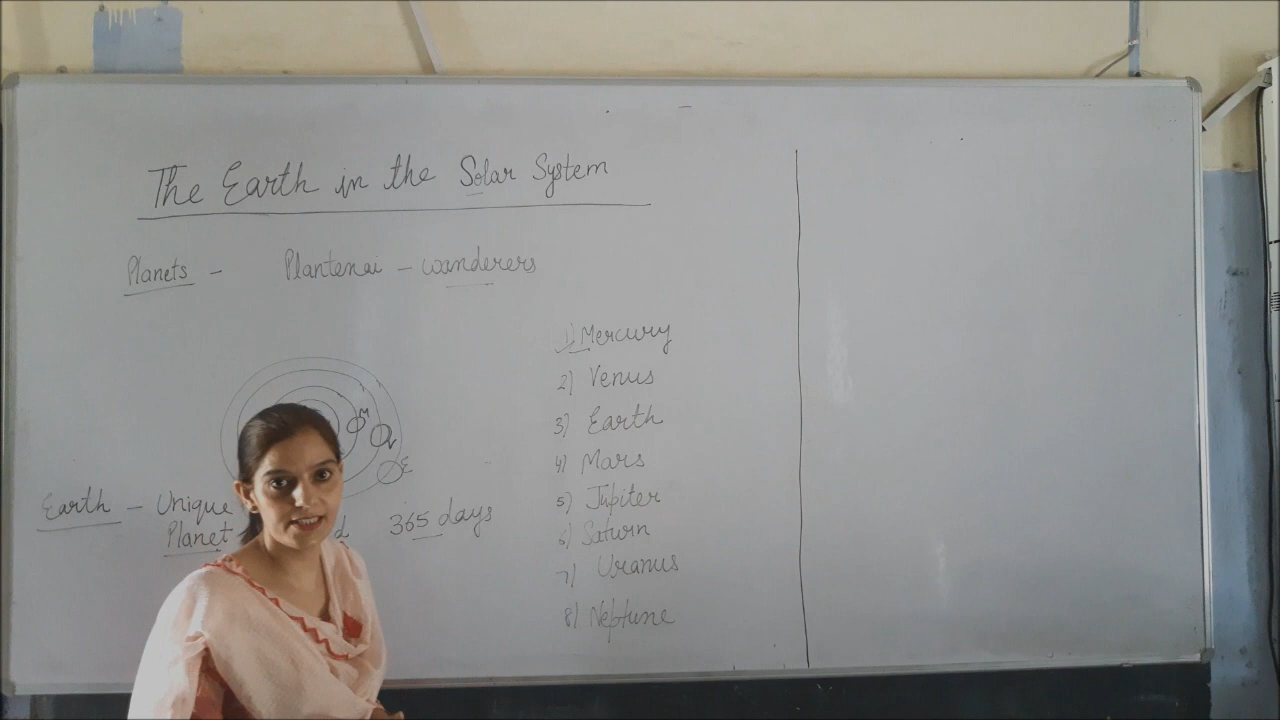 The Earth in the Solar System
Planets - Plantenai - wanderers
1) Mercury
2) Venus
3) Earth
4) Mars
5) Jupiter
6) Saturn
7) Uranus
8) Neptune
M
V
E
Earth - Unique
Planet
365 days